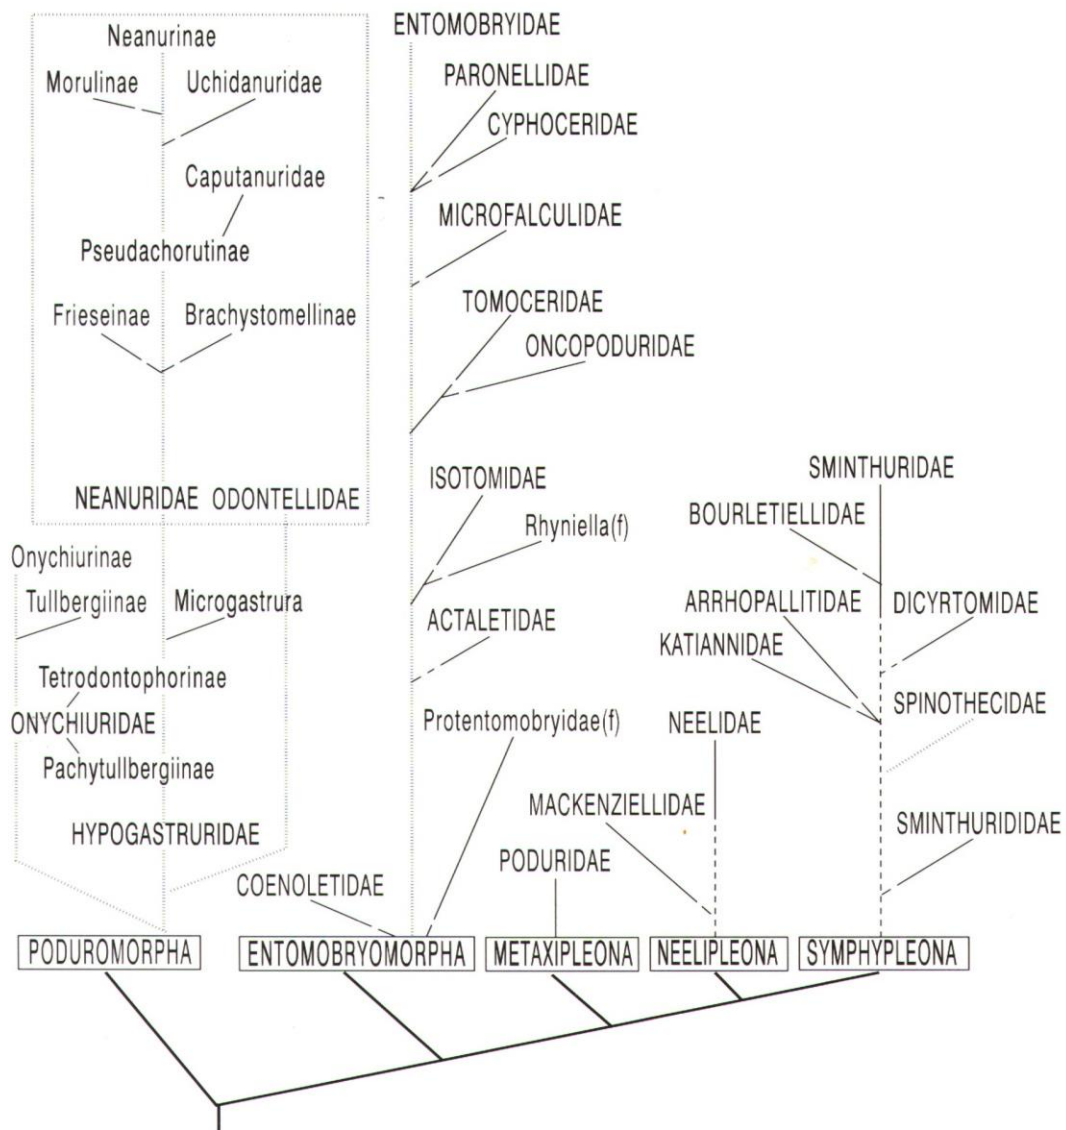 Neanurinae
Morulinae
Uchidanuridae
Caputanuridae
Pseudachorutinae
Frieseinae
Brachystomellinae
NEANURIDAE
ODONTELLIDAE
Onychiurinae
Tullbergiinae
Microgastrura
Tetrodontophorinae
ONYCHIURIDAE
Pachytullbergiinae
HYPOGASTRURIDAE
PODUROMORPHA
ENTOMOBRYIDAE
PARONELLIDAE
CYPHOCERIDAE
MICROFALCULIDAE
TOMOCERIDAE
ONCOPODURIDAE
ISOTOMIDAE
Rhyniella(f)
ACTALETIDAE
Protentomobryidae(f)
COENOLETIDAE
ENTOMOBRYOMORPHA
PODURIDAE
METAXIPLEONA
NEELIDAE
MACKENZIELLIDAE
NEELIPLEONA
SMINTHURIDAE
BOURLETIELLIDAE
ARRHOPALLITIDAE
DICYRTOMIDAE
KATIANNIDAE
SPINOTHECIDAE
SMINTHURIDIDAE
SYMPHYPLEONA